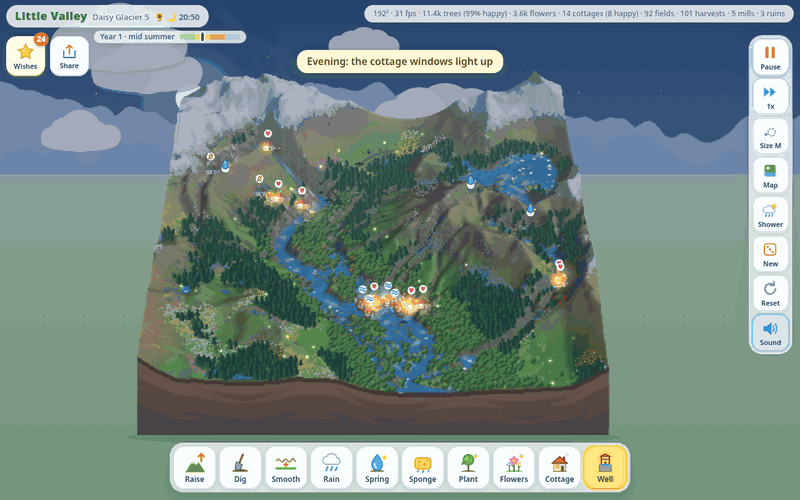 Little Valley Daisy Glacier 5 20:50
192² · 31 fps · 11.4k trees (99% happy) · 3.6k flowers · 14 cottages (8 happy) · 92 fields · 101 harvests · 5 mills · 3 ruins
Year 1 · mid summer
24
Wishes
Share
Evening: the cottage windows light up
Pause
1x
Size M
Map
Shower
New
Reset
Sound
Raise
Dig
Smooth
Rain
Spring
Sponge
Plant
Flowers
Cottage
Well